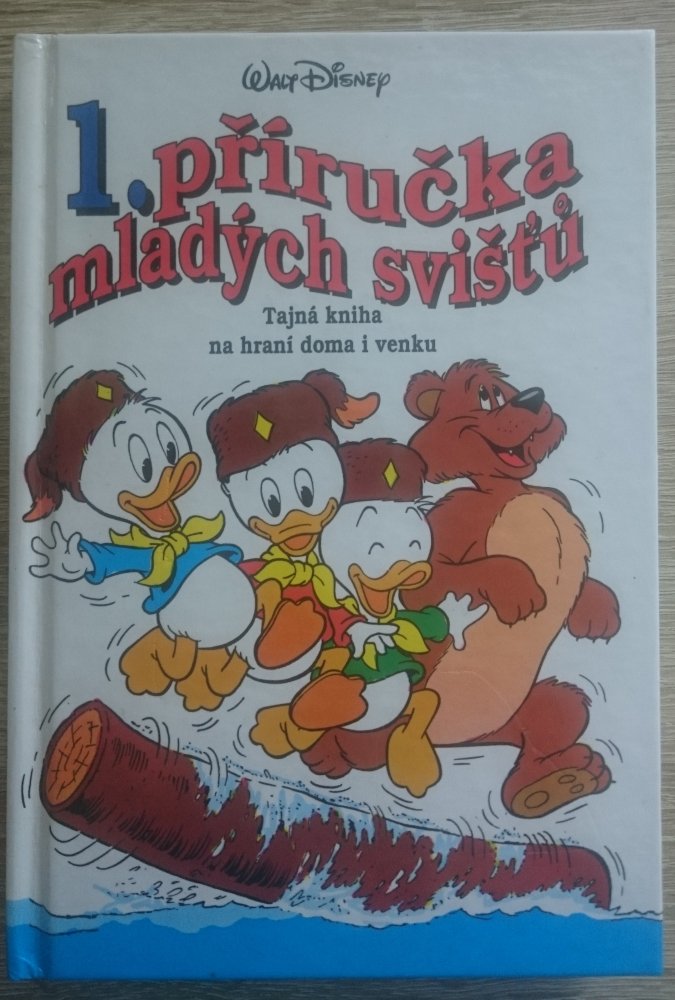 Walt Disney
1. příručka
mladých svišťů
Tajná kniha
na hraní doma i venku